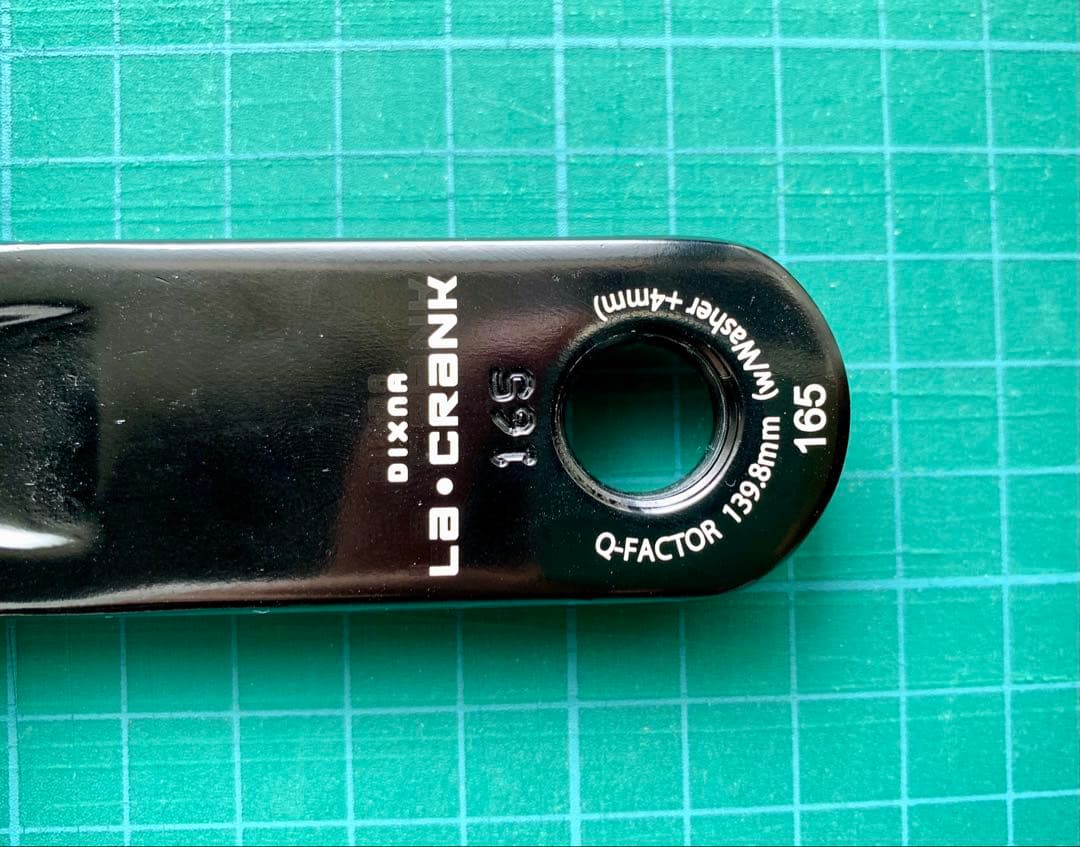 DIXNA
La·CRANK
165
Q-FACTOR 139.8mm (w/Washer +4mm)
165